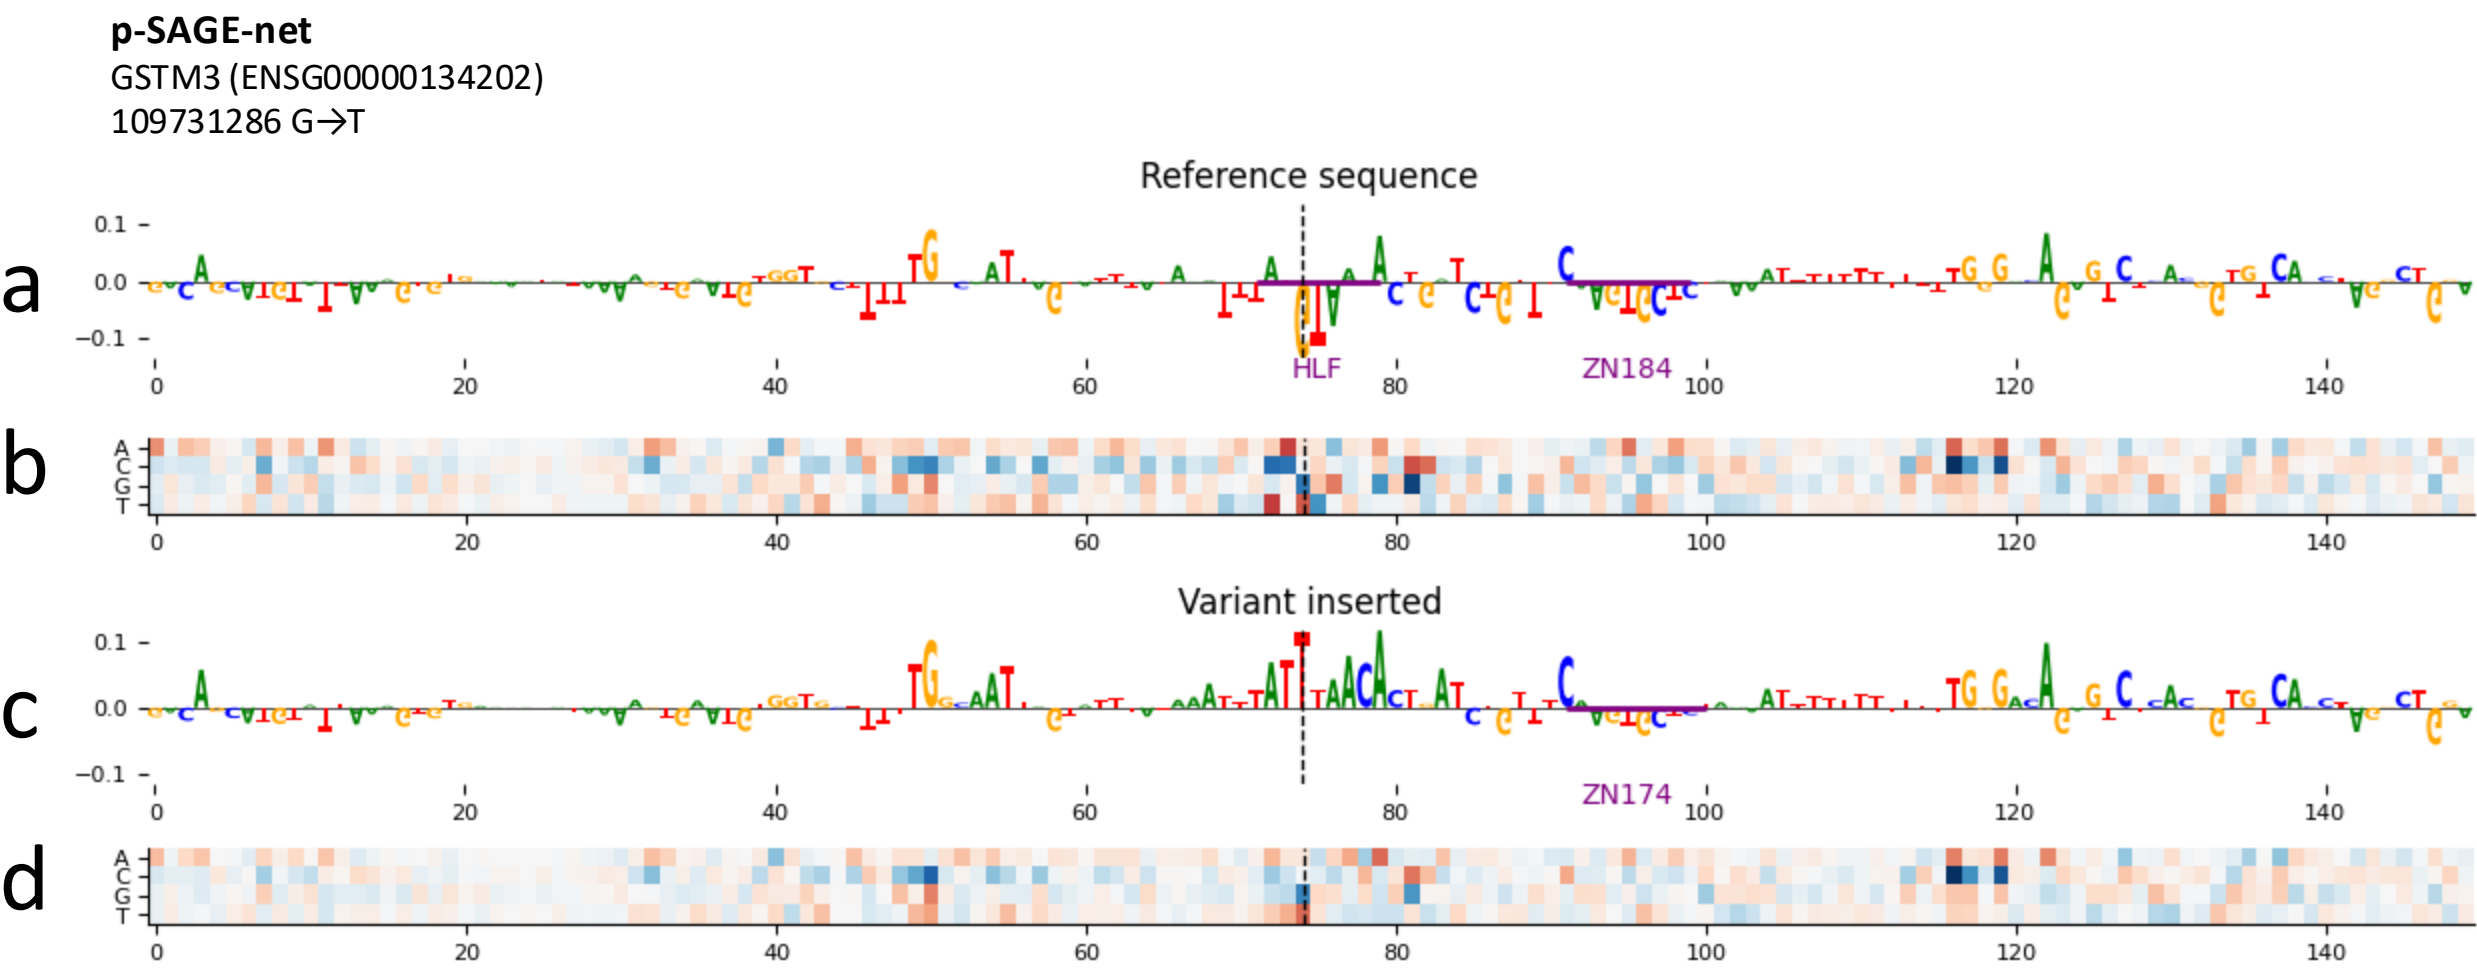 p-SAGE-net
GSTM3 (ENSG00000134202)
109731286 G→T
Reference sequence
a
0.1
0.0
−0.1
HLF
ZN184
0 20 40 60 80 100 120 140
b
A
C
G
T
0 20 40 60 80 100 120 140
Variant inserted
c
0.1
0.0
−0.1
ZN174
0 20 40 60 80 100 120 140
d
A
C
G
T
0 20 40 60 80 100 120 140